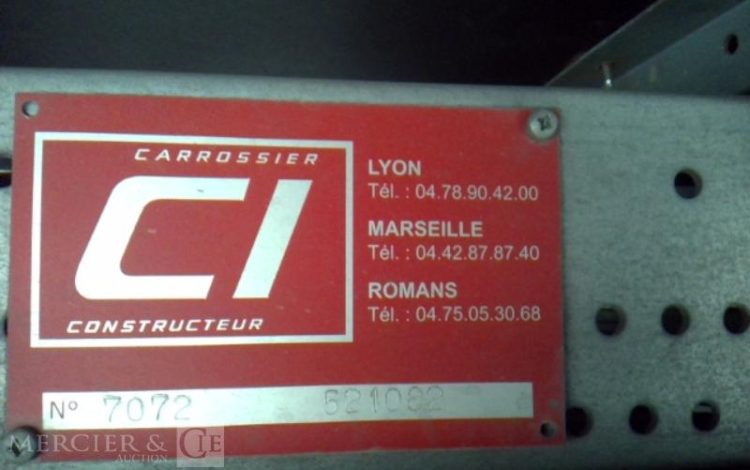 CARROSSIER
CI
CONSTRUCTEUR
LYON
Tél. : 04.78.90.42.00
MARSEILLE
Tél. : 04.42.87.87.40
ROMANS
Tél. : 04.75.05.30.68
N° 7072 621082
MERCIER & CIE
AUCTION